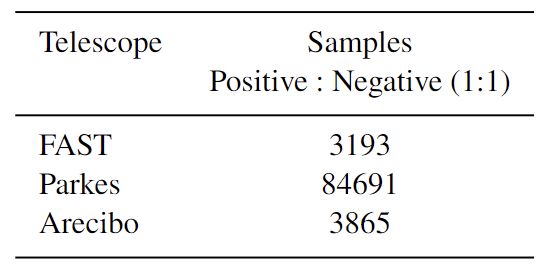 Telescope Samples
Positive : Negative (1:1)
FAST 3193
Parkes 84691
Arecibo 3865